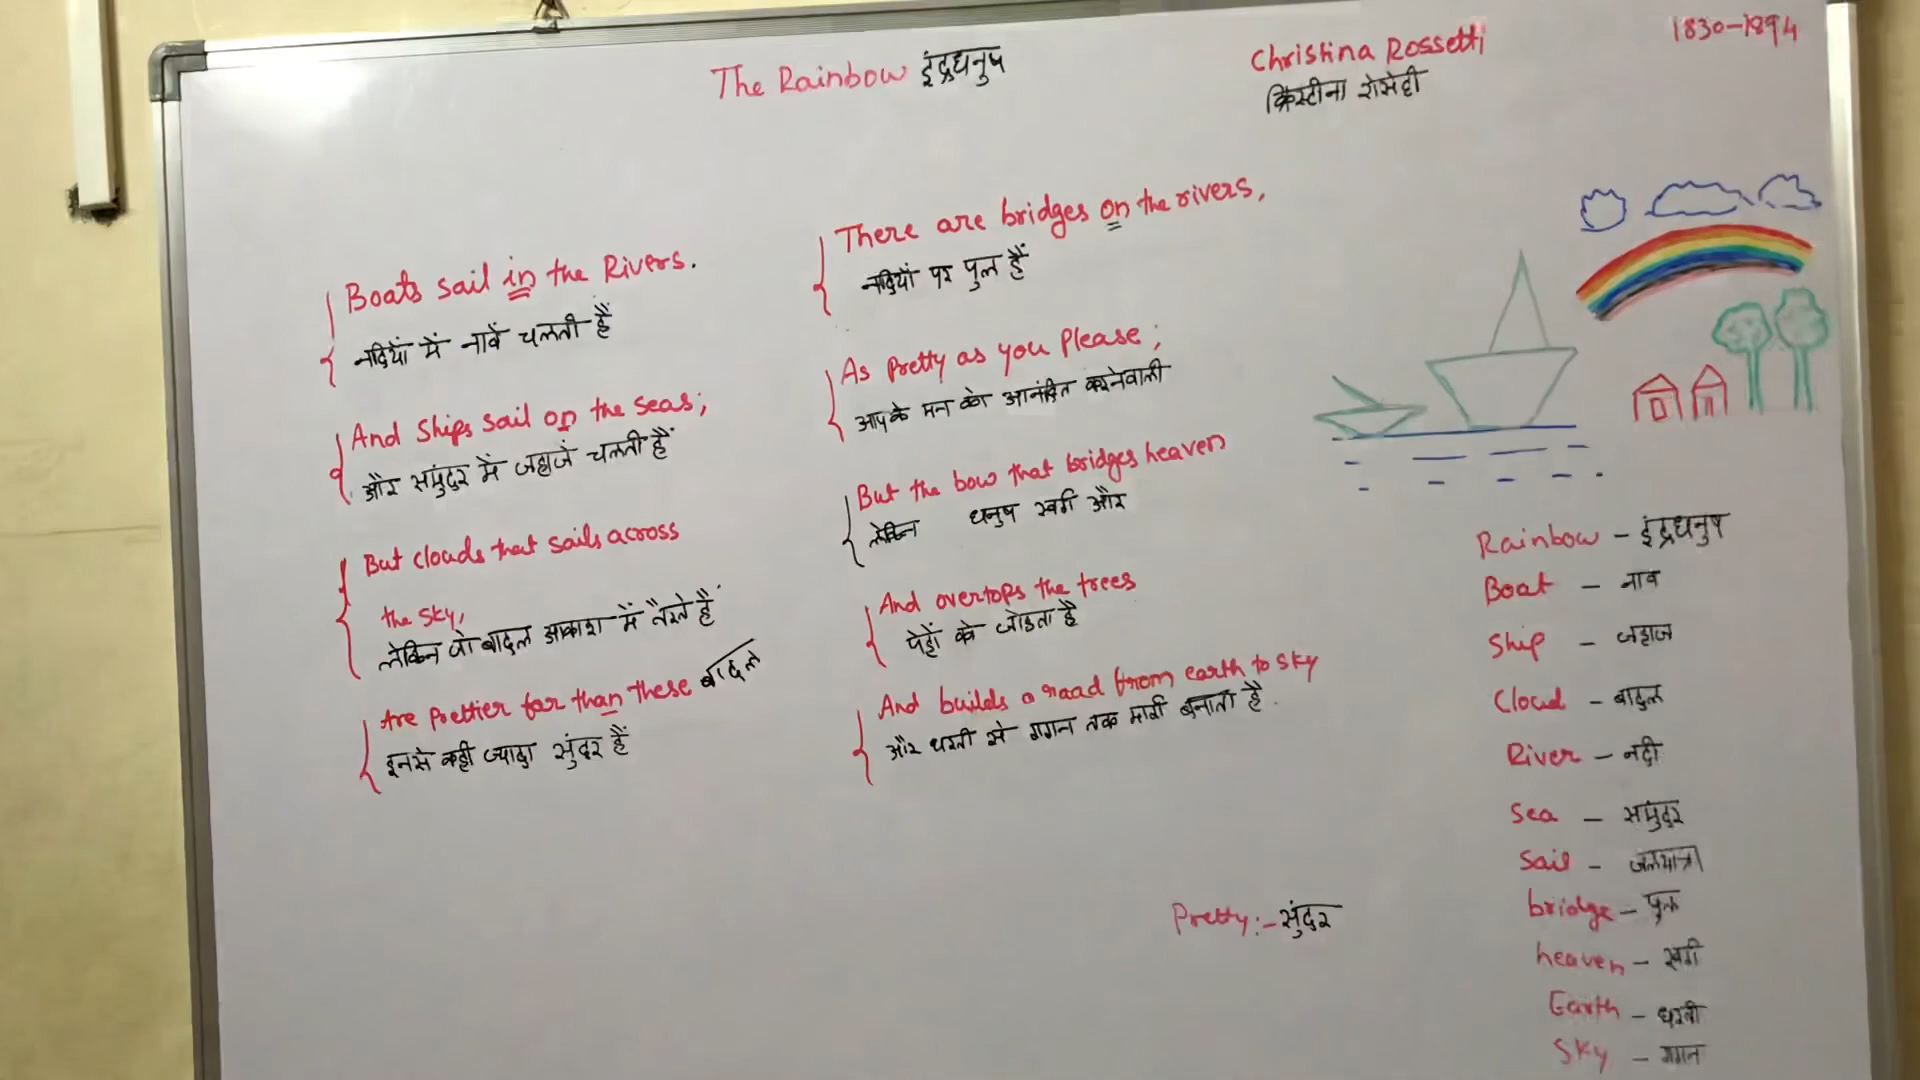 The Rainbow इंद्रधनुष
Christina Rossetti
क्रिस्टीना रोसेट्टी
1830-1894
Boats sail in the Rivers.
नदियों में नावें चलती हैं
And Ships sail on the seas;
और समुंदर में जहाजें चलती हैं
But clouds that sails across
the sky,
लेकिन जो बादल आकाश में तैरते हैं
Are prettier far than these बादले
इनसे कही ज्यादा सुंदर हैं
There are bridges on the rivers,
नदियों पर पुल हैं
As pretty as you please;
आपके मन को आनंदित करनेवाली
But the bow that bridges heaven
लेकिन धनुष स्वर्ग और
And overtops the trees
पेड़ों को जोडता है
And builds a road from earth to sky
और धरती से गगन तक मार्ग बनाता है.
Rainbow - इंद्रधनुष
Boat - नाव
Ship - जहाज
Cloud - बादल
River - नदी
Sea - समुंदर
Sail - जलयात्रा
bridge - पुल
heaven - स्वर्ग
Earth - धरती
Sky - गगन
Pretty :- सुंदर